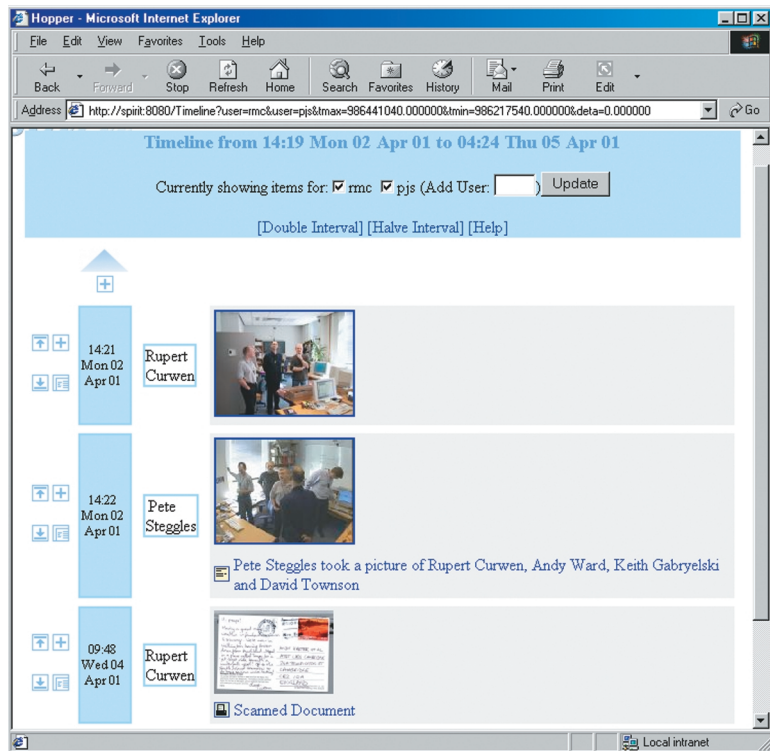 Hopper - Microsoft Internet Explorer
File Edit View Favorites Tools Help
Back Forward Stop Refresh Home Search Favorites History Mail Print Edit
Address http://spirit:8080/Timeline?user=rmc&user=pjs&tmax=986441040.000000&tmin=986217540.000000&deta=0.000000 Go
Timeline from 14:19 Mon 02 Apr 01 to 04:24 Thu 05 Apr 01
Currently showing items for: rmc pjs (Add User: ) Update
[Double Interval] [Halve Interval] [Help]
14:21
Mon 02
Apr 01
Rupert
Curwen
14:22
Mon 02
Apr 01
Pete
Steggles
Pete Steggles took a picture of Rupert Curwen, Andy Ward, Keith Gabryelski
and David Townson
09:48
Wed 04
Apr 01
Rupert
Curwen
Scanned Document
Local intranet